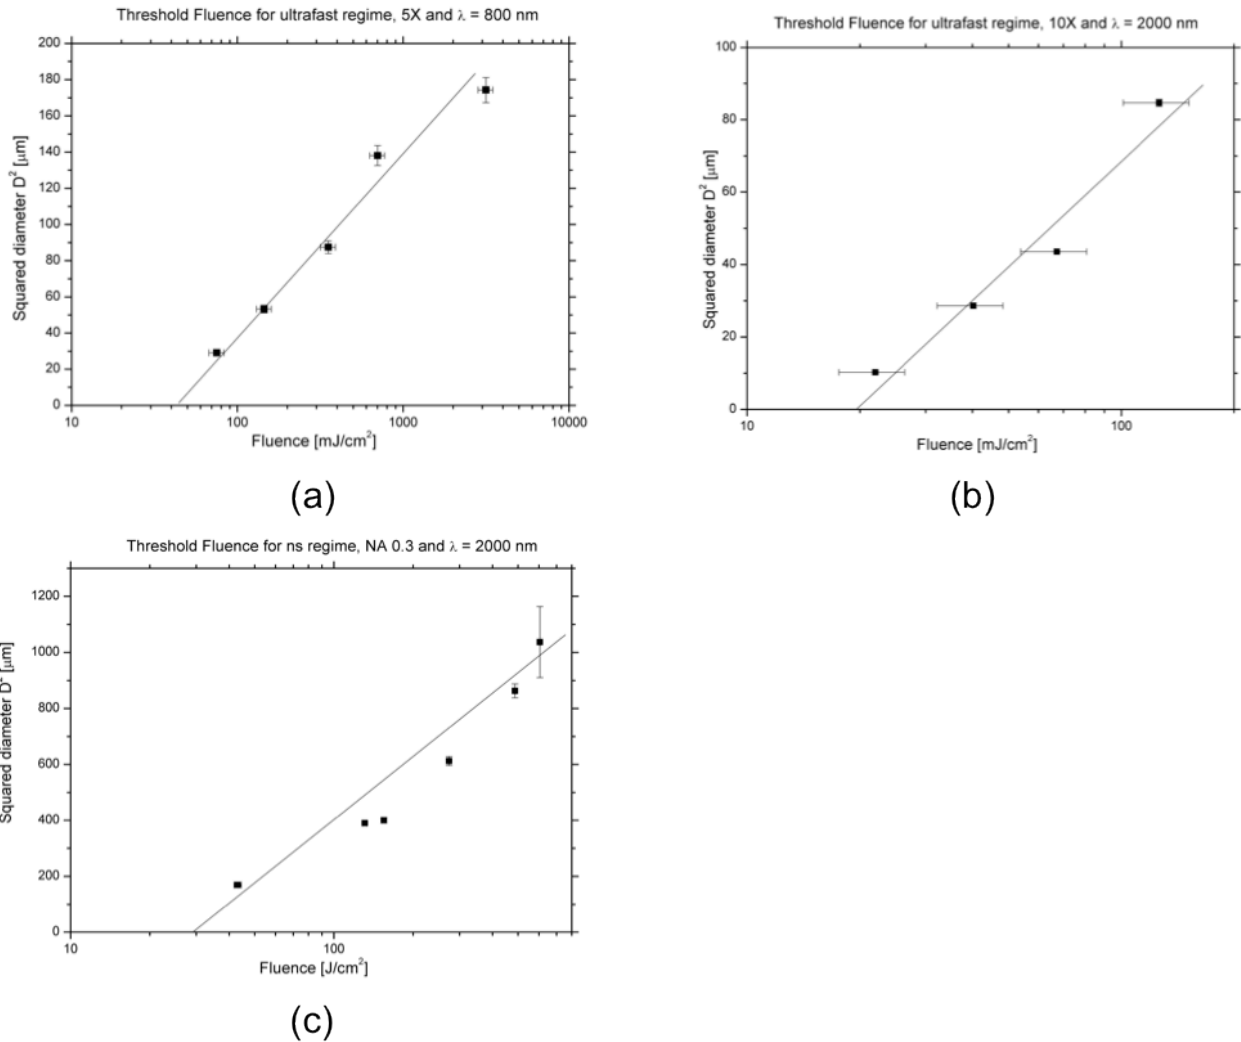 Threshold Fluence for ultrafast regime, 5X and λ = 800 nm
200
180
160
140
120
100
80
60
40
20
0
Squared diameter D² [μm]
10 100 1000 10000
Fluence [mJ/cm²]
(a)
Threshold Fluence for ultrafast regime, 10X and λ = 2000 nm
100
80
60
40
20
0
Squared diameter D² [μm]
10 100
Fluence [mJ/cm²]
(b)
Threshold Fluence for ns regime, NA 0.3 and λ = 2000 nm
1200
1000
800
600
400
200
0
Squared diameter D² [μm]
10 100
Fluence [J/cm²]
(c)